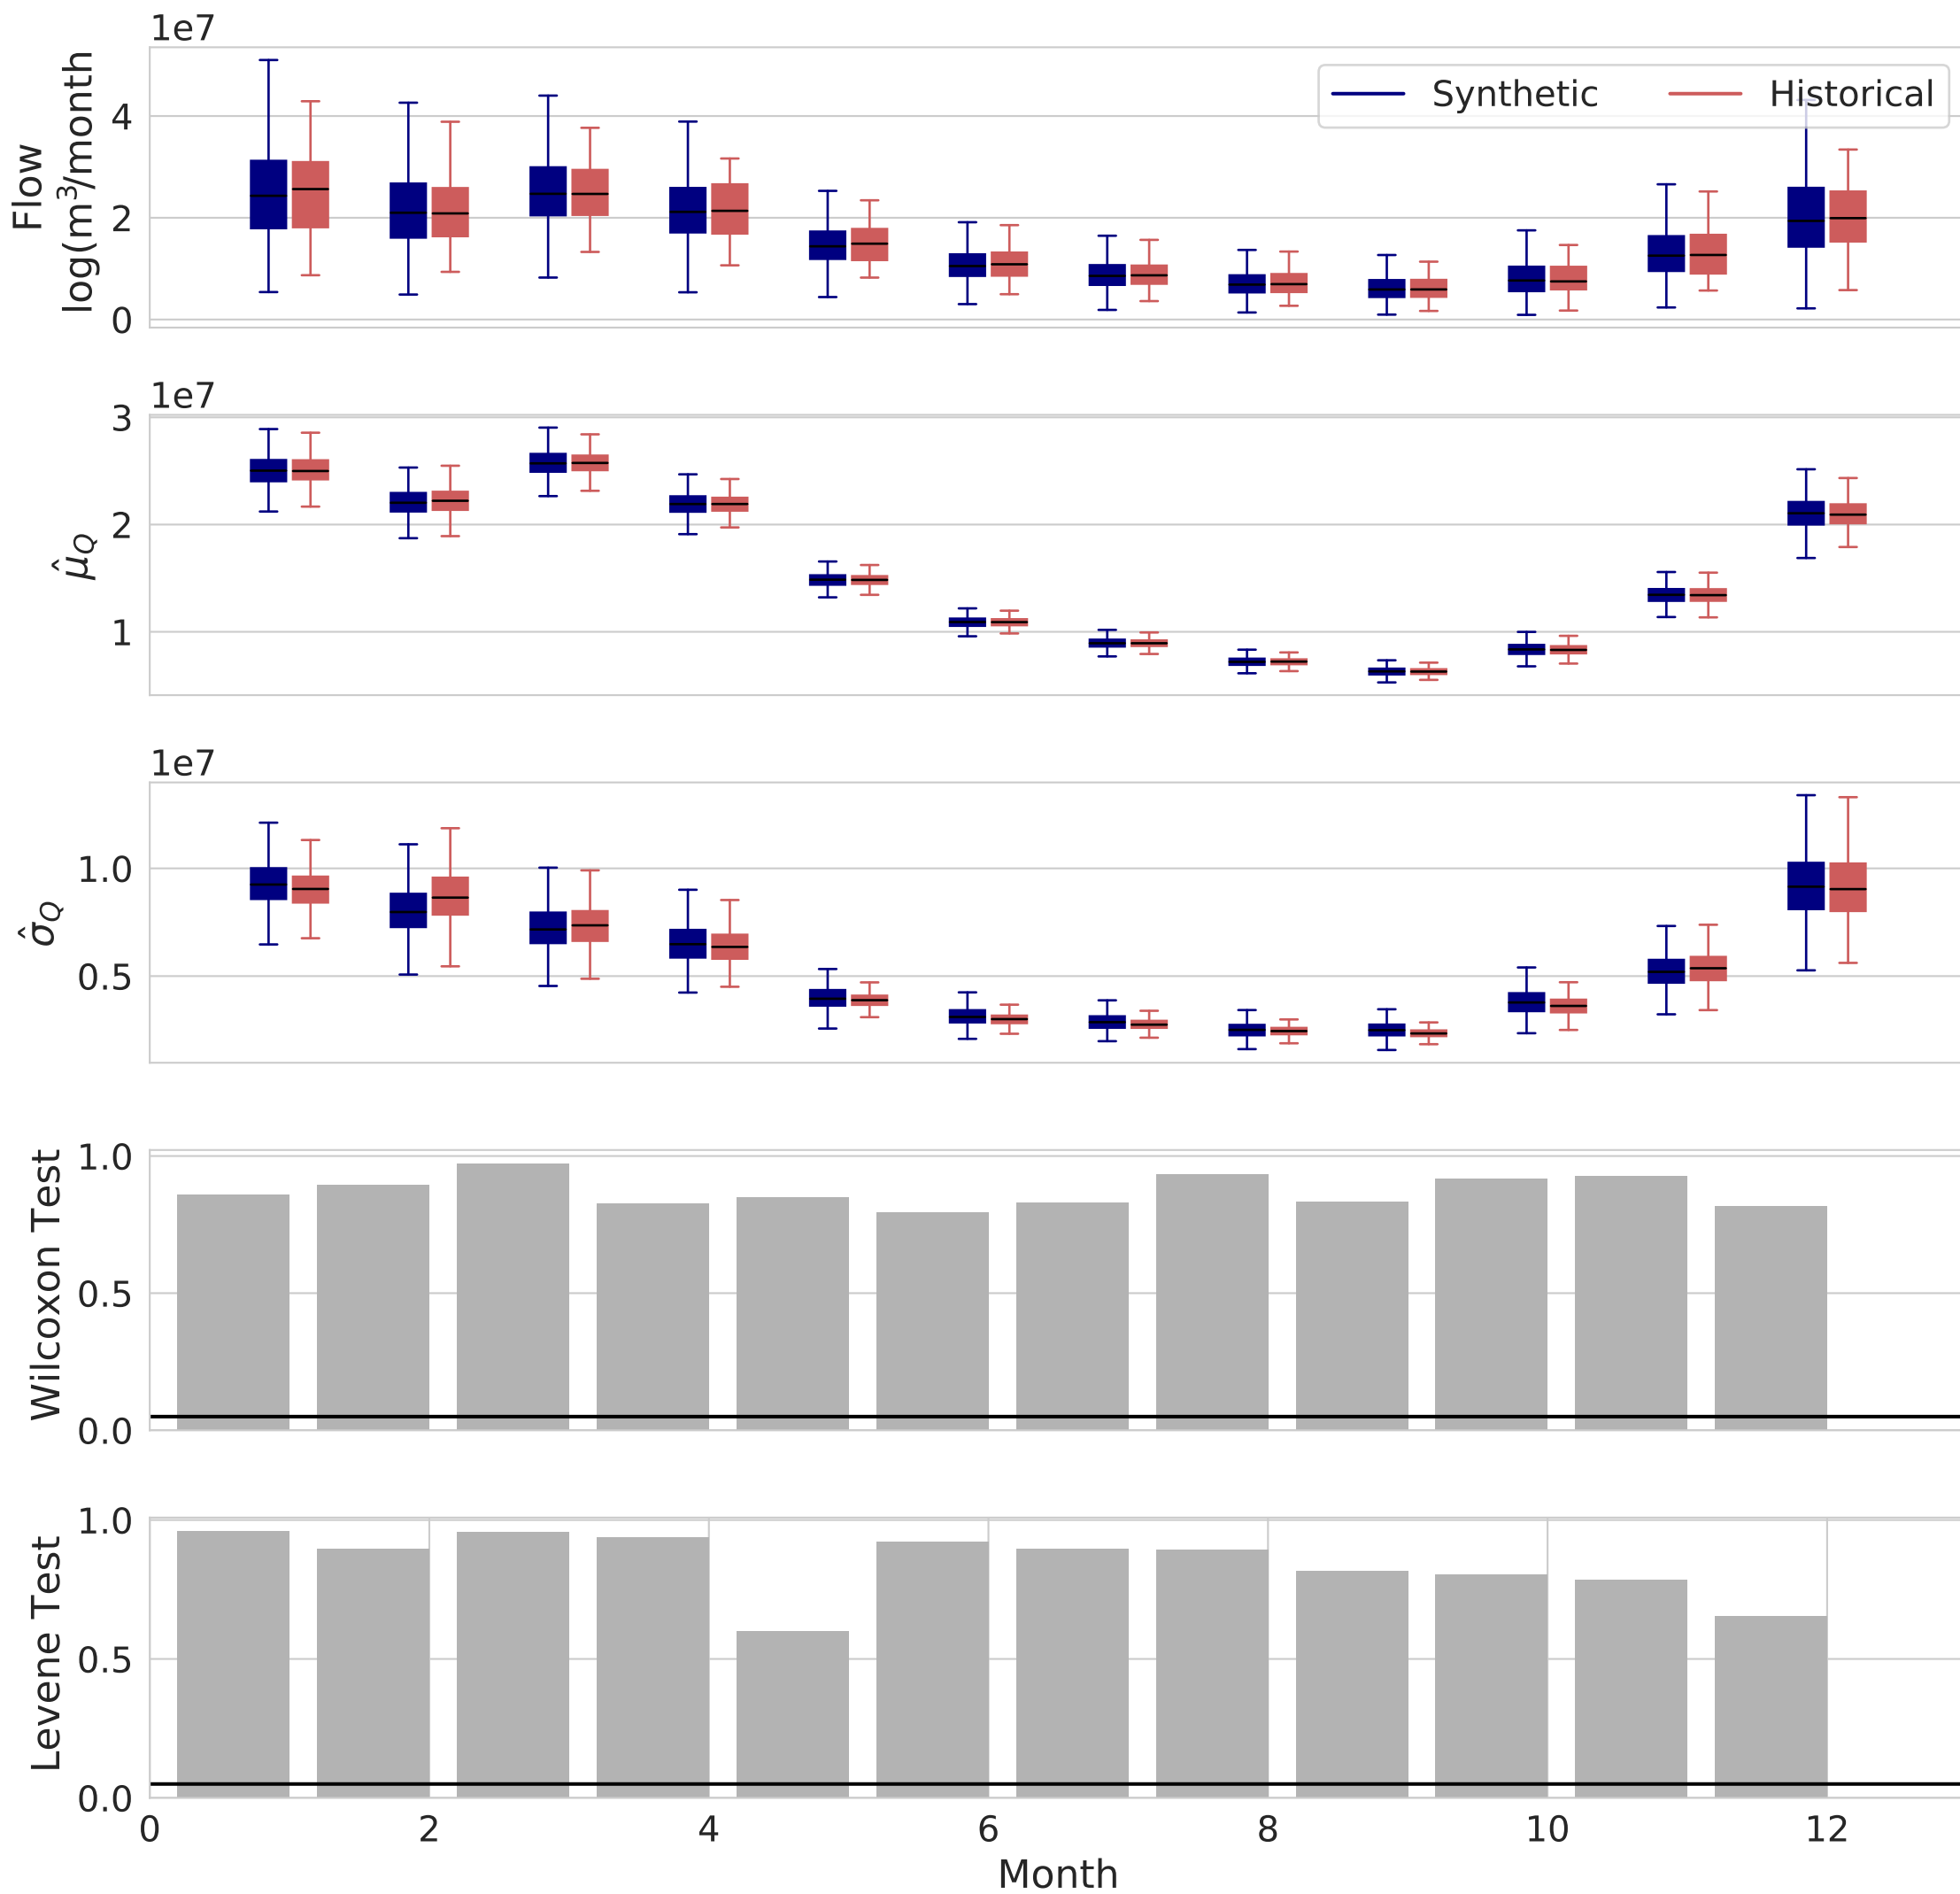 1e7
Flow
log(m³/month
4
2
0
Synthetic
Historical
1e7
μ̂Q
3
2
1
1e7
σ̂Q
1.0
0.5
Wilcoxon Test
1.0
0.5
0.0
Levene Test
1.0
0.5
0.0
0 2 4 6 8 10 12
Month